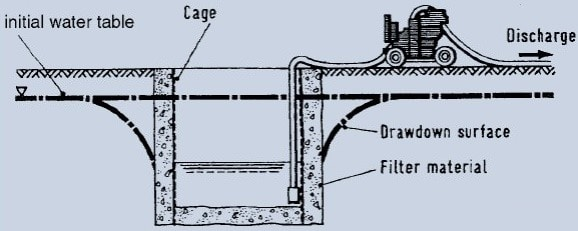 initial water table
Cage
Discharge
Drawdown surface
Filter material